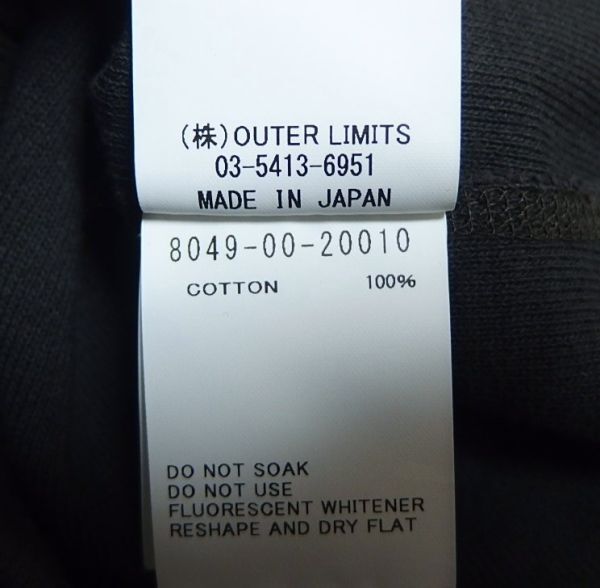 (株)OUTER LIMITS
03-5413-6951
MADE IN JAPAN
8049-00-20010
COTTON 100%
DO NOT SOAK
DO NOT USE
FLUORESCENT WHITENER
RESHAPE AND DRY FLAT